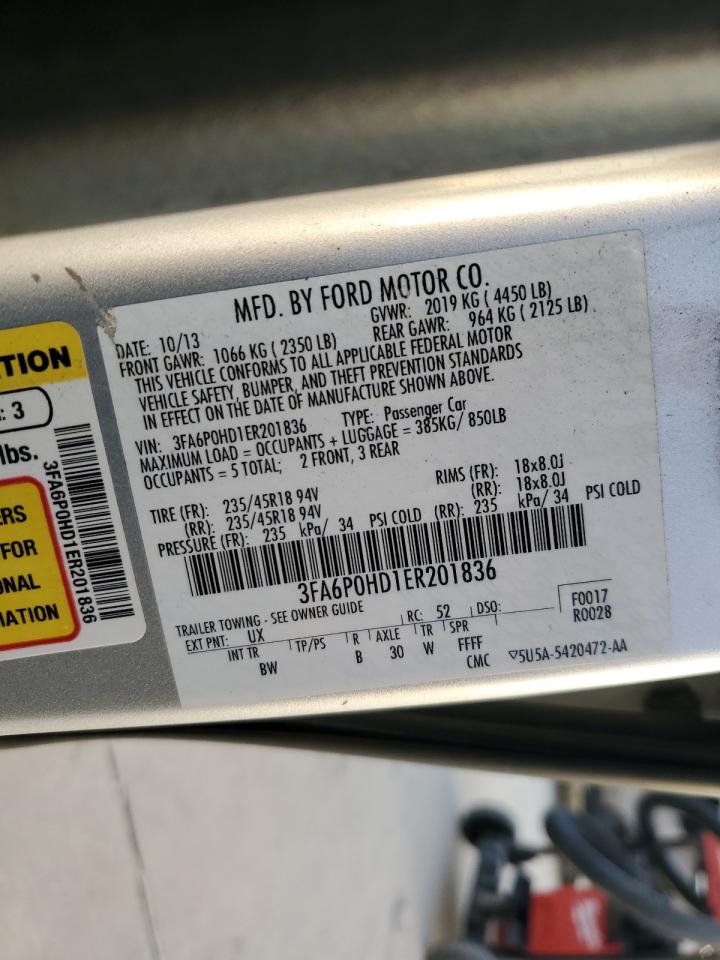 MFD. BY FORD MOTOR CO.
DATE: 10/13 GVWR: 2019 KG ( 4450 LB)
FRONT GAWR: 1066 KG ( 2350 LB) REAR GAWR: 964 KG ( 2125 LB)
THIS VEHICLE CONFORMS TO ALL APPLICABLE FEDERAL MOTOR
VEHICLE SAFETY, BUMPER, AND THEFT PREVENTION STANDARDS
IN EFFECT ON THE DATE OF MANUFACTURE SHOWN ABOVE.
VIN: 3FA6P0HD1ER201836 TYPE: Passenger Car
MAXIMUM LOAD = OCCUPANTS + LUGGAGE = 385KG/ 850LB
OCCUPANTS = 5 TOTAL; 2 FRONT, 3 REAR
TIRE (FR): 235/45R18 94V RIMS (FR): 18x8.0J
(RR): 235/45R18 94V (RR): 18x8.0J
PRESSURE (FR): 235 kPa/ 34 PSI COLD (RR): 235 kPa/ 34 PSI COLD
3FA6P0HD1ER201836
TRAILER TOWING - SEE OWNER GUIDE
EXT PNT: UX RC: 52 DSO: F0017
R0028
INT TR TP/PS R AXLE TR SPR
BW B 30 W FFFF
CMC ▽5U5A-5420472-AA
TION
: 3
lbs.
3FA6P0HD1ER201836
ERS
FOR
ONAL
MATION